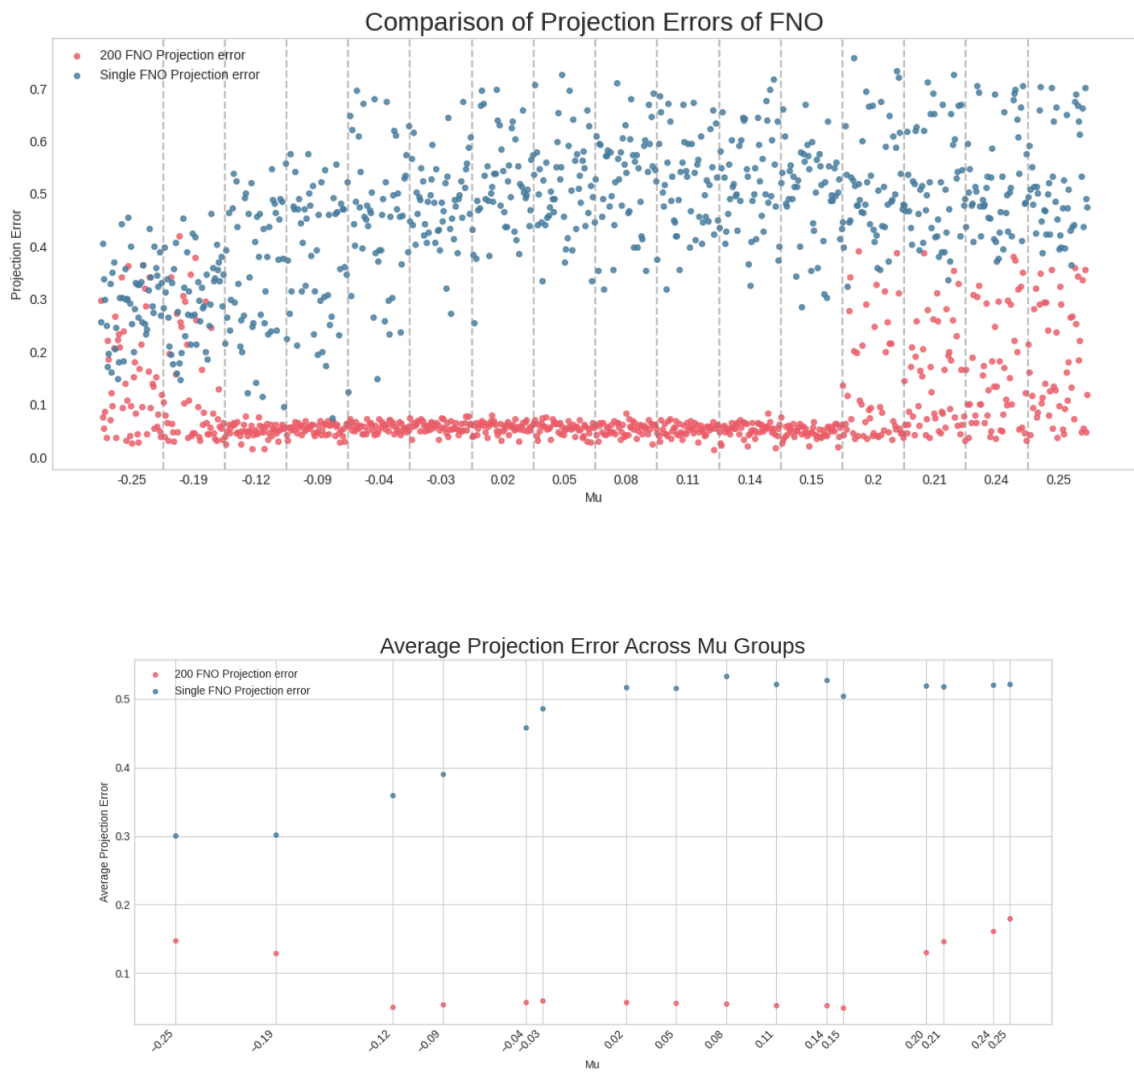 Comparison of Projection Errors of FNO
200 FNO Projection error
Single FNO Projection error
0.7
0.6
0.5
0.4
0.3
0.2
0.1
0.0
Projection Error
-0.25 -0.19 -0.12 -0.09 -0.04 -0.03 0.02 0.05 0.08 0.11 0.14 0.15 0.2 0.21 0.24 0.25
Mu
Average Projection Error Across Mu Groups
200 FNO Projection error
Single FNO Projection error
0.5
0.4
0.3
0.2
0.1
Average Projection Error
-0.25 -0.19 -0.12 -0.09 -0.04 -0.03 0.02 0.05 0.08 0.11 0.14 0.15 0.20 0.21 0.24 0.25
Mu